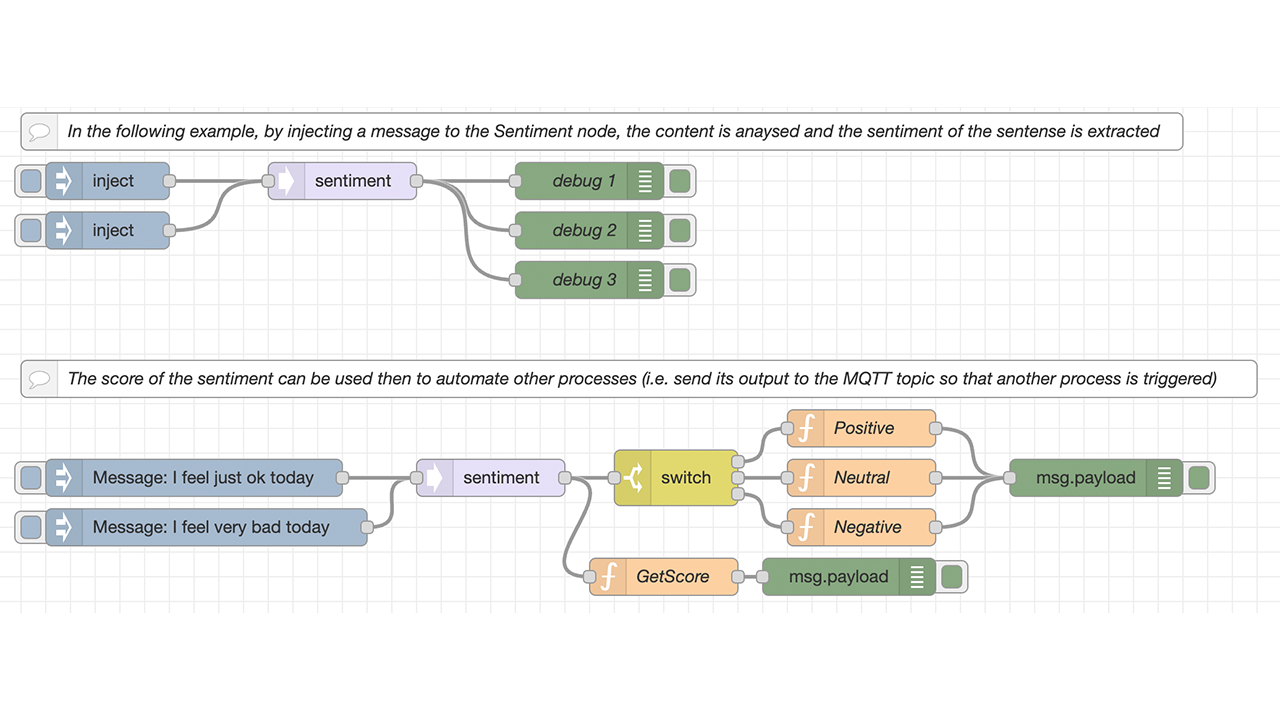 In the following example, by injecting a message to the Sentiment node, the content is anaysed and the sentiment of the sentense is extracted
inject
sentiment
debug 1
inject
debug 2
debug 3
The score of the sentiment can be used then to automate other processes (i.e. send its output to the MQTT topic so that another process is triggered)
Positive
Message: I feel just ok today
sentiment
switch
Neutral
msg.payload
Message: I feel very bad today
Negative
GetScore
msg.payload